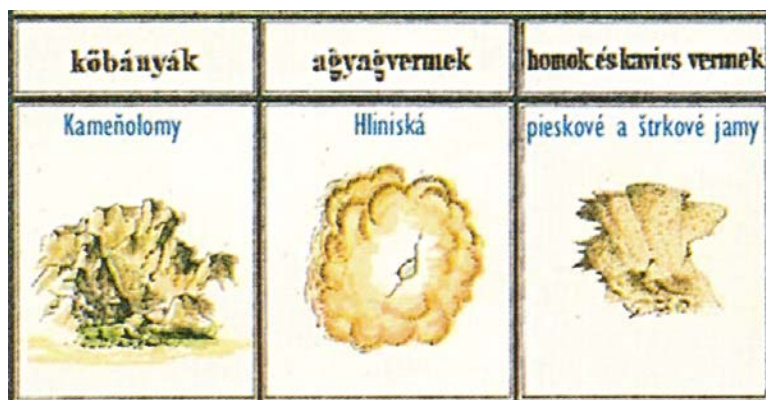 kőbányák
agyagvermek
homok és kavics vermek
Kameňolomy
Hliniská
pieskové a štrkové jamy